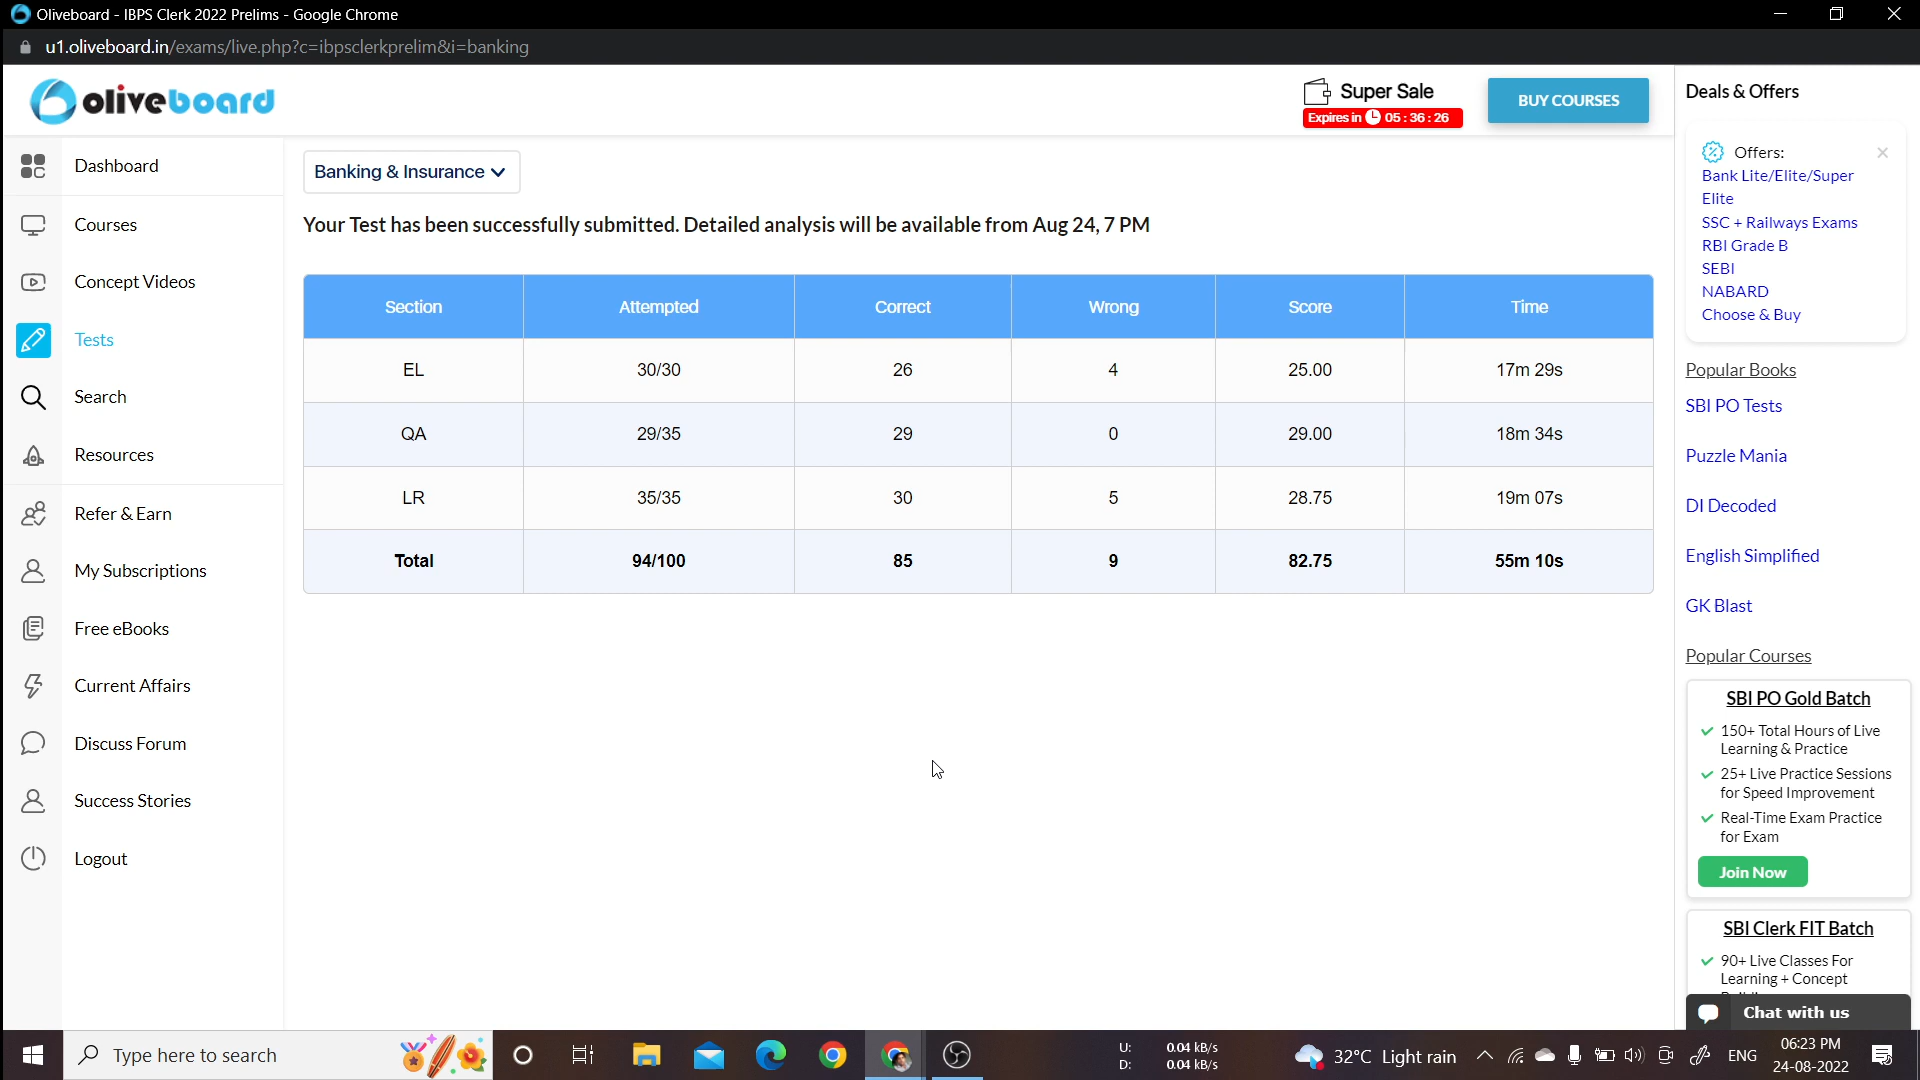 Oliveboard - IBPS Clerk 2022 Prelims - Google Chrome
u1.oliveboard.in/exams/live.php?c=ibpsclerkprelim&i=banking
oliveboard
Super Sale
Expires in 05 : 36 : 26
BUY COURSES
Deals & Offers
Dashboard
Courses
Concept Videos
Tests
Search
Resources
Refer & Earn
My Subscriptions
Free eBooks
Current Affairs
Discuss Forum
Success Stories
Logout
Banking & Insurance
Your Test has been successfully submitted. Detailed analysis will be available from Aug 24, 7 PM
Section Attempted Correct Wrong Score Time
EL 30/30 26 4 25.00 17m 29s
QA 29/35 29 0 29.00 18m 34s
LR 35/35 30 5 28.75 19m 07s
Total 94/100 85 9 82.75 55m 10s
Offers:
Bank Lite/Elite/Super
Elite
SSC + Railways Exams
RBI Grade B
SEBI
NABARD
Choose & Buy
Popular Books
SBI PO Tests
Puzzle Mania
DI Decoded
English Simplified
GK Blast
Popular Courses
SBI PO Gold Batch
150+ Total Hours of Live
Learning & Practice
25+ Live Practice Sessions
for Speed Improvement
Real-Time Exam Practice
for Exam
Join Now
SBI Clerk FIT Batch
90+ Live Classes For
Learning + Concept
Chat with us
Type here to search
U: 0.04 kB/s
D: 0.04 kB/s
32°C Light rain
ENG
06:23 PM
24-08-2022